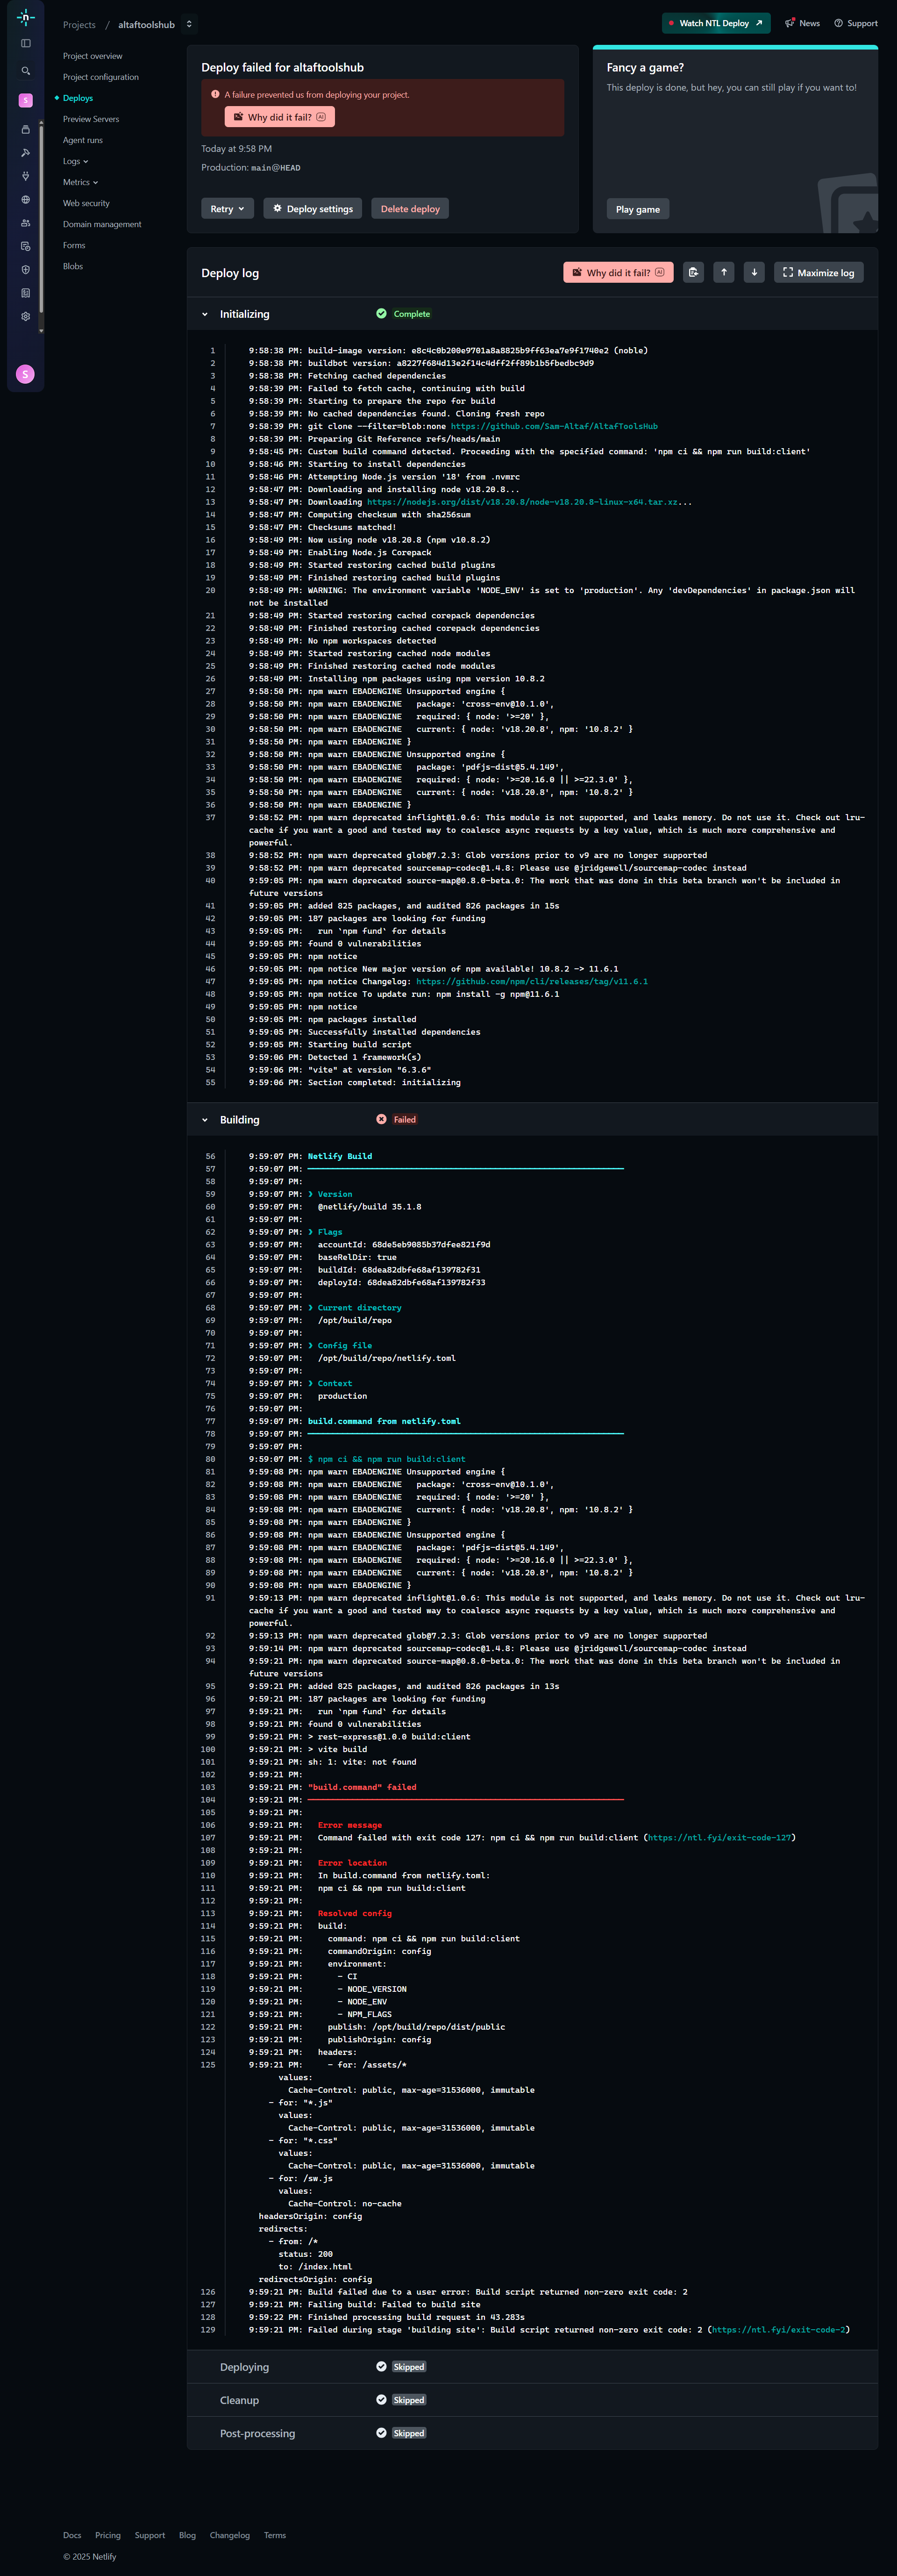 Projects / altaftoolshub
Watch NTL Deploy
News
Support
Project overview
Project configuration
Deploys
Preview Servers
Agent runs
Logs
Metrics
Web security
Domain management
Forms
Blobs
S
S
Deploy failed for altaftoolshub
A failure prevented us from deploying your project.
Why did it fail? AI
Today at 9:58 PM
Production: main@HEAD
Retry
Deploy settings
Delete deploy
Fancy a game?
This deploy is done, but hey, you can still play if you want to!
Play game
Deploy log
Why did it fail? AI
Maximize log
Initializing
Complete
1 9:58:38 PM: build-image version: e8c4c0b200e9701a8a8825b9ff63ea7e9f1740e2 (noble)
2 9:58:38 PM: buildbot version: a8227f684d13e2f14c4dff2ff89b1b5fbedbc9d9
3 9:58:38 PM: Fetching cached dependencies
4 9:58:39 PM: Failed to fetch cache, continuing with build
5 9:58:39 PM: Starting to prepare the repo for build
6 9:58:39 PM: No cached dependencies found. Cloning fresh repo
7 9:58:39 PM: git clone --filter=blob:none https://github.com/Sam-Altaf/AltafToolsHub
8 9:58:39 PM: Preparing Git Reference refs/heads/main
9 9:58:45 PM: Custom build command detected. Proceeding with the specified command: 'npm ci && npm run build:client'
10 9:58:46 PM: Starting to install dependencies
11 9:58:46 PM: Attempting Node.js version '18' from .nvmrc
12 9:58:47 PM: Downloading and installing node v18.20.8...
13 9:58:47 PM: Downloading https://nodejs.org/dist/v18.20.8/node-v18.20.8-linux-x64.tar.xz...
14 9:58:47 PM: Computing checksum with sha256sum
15 9:58:47 PM: Checksums matched!
16 9:58:49 PM: Now using node v18.20.8 (npm v10.8.2)
17 9:58:49 PM: Enabling Node.js Corepack
18 9:58:49 PM: Started restoring cached build plugins
19 9:58:49 PM: Finished restoring cached build plugins
20 9:58:49 PM: WARNING: The environment variable 'NODE_ENV' is set to 'production'. Any 'devDependencies' in package.json will
not be installed
21 9:58:49 PM: Started restoring cached corepack dependencies
22 9:58:49 PM: Finished restoring cached corepack dependencies
23 9:58:49 PM: No npm workspaces detected
24 9:58:49 PM: Started restoring cached node modules
25 9:58:49 PM: Finished restoring cached node modules
26 9:58:49 PM: Installing npm packages using npm version 10.8.2
27 9:58:50 PM: npm warn EBADENGINE Unsupported engine {
28 9:58:50 PM: npm warn EBADENGINE   package: 'cross-env@10.1.0',
29 9:58:50 PM: npm warn EBADENGINE   required: { node: '>=20' },
30 9:58:50 PM: npm warn EBADENGINE   current: { node: 'v18.20.8', npm: '10.8.2' }
31 9:58:50 PM: npm warn EBADENGINE }
32 9:58:50 PM: npm warn EBADENGINE Unsupported engine {
33 9:58:50 PM: npm warn EBADENGINE   package: 'pdfjs-dist@5.4.149',
34 9:58:50 PM: npm warn EBADENGINE   required: { node: '>=20.16.0 || >=22.3.0' },
35 9:58:50 PM: npm warn EBADENGINE   current: { node: 'v18.20.8', npm: '10.8.2' }
36 9:58:50 PM: npm warn EBADENGINE }
37 9:58:52 PM: npm warn deprecated inflight@1.0.6: This module is not supported, and leaks memory. Do not use it. Check out lru-
cache if you want a good and tested way to coalesce async requests by a key value, which is much more comprehensive and
powerful.
38 9:58:52 PM: npm warn deprecated glob@7.2.3: Glob versions prior to v9 are no longer supported
39 9:58:52 PM: npm warn deprecated sourcemap-codec@1.4.8: Please use @jridgewell/sourcemap-codec instead
40 9:59:05 PM: npm warn deprecated source-map@0.8.0-beta.0: The work that was done in this beta branch won't be included in
future versions
41 9:59:05 PM: added 825 packages, and audited 826 packages in 15s
42 9:59:05 PM: 187 packages are looking for funding
43 9:59:05 PM:   run `npm fund` for details
44 9:59:05 PM: found 0 vulnerabilities
45 9:59:05 PM: npm notice
46 9:59:05 PM: npm notice New major version of npm available! 10.8.2 -> 11.6.1
47 9:59:05 PM: npm notice Changelog: https://github.com/npm/cli/releases/tag/v11.6.1
48 9:59:05 PM: npm notice To update run: npm install -g npm@11.6.1
49 9:59:05 PM: npm notice
50 9:59:05 PM: npm packages installed
51 9:59:05 PM: Successfully installed dependencies
52 9:59:05 PM: Starting build script
53 9:59:06 PM: Detected 1 framework(s)
54 9:59:06 PM: "vite" at version "6.3.6"
55 9:59:06 PM: Section completed: initializing
Building
Failed
56 9:59:07 PM: Netlify Build
57 9:59:07 PM: ────────────────────────────────────────────────────────────────
58 9:59:07 PM:
59 9:59:07 PM: ❯ Version
60 9:59:07 PM:   @netlify/build 35.1.8
61 9:59:07 PM:
62 9:59:07 PM: ❯ Flags
63 9:59:07 PM:   accountId: 68de5eb9085b37dfee821f9d
64 9:59:07 PM:   baseRelDir: true
65 9:59:07 PM:   buildId: 68dea82dbfe68af139782f31
66 9:59:07 PM:   deployId: 68dea82dbfe68af139782f33
67 9:59:07 PM:
68 9:59:07 PM: ❯ Current directory
69 9:59:07 PM:   /opt/build/repo
70 9:59:07 PM:
71 9:59:07 PM: ❯ Config file
72 9:59:07 PM:   /opt/build/repo/netlify.toml
73 9:59:07 PM:
74 9:59:07 PM: ❯ Context
75 9:59:07 PM:   production
76 9:59:07 PM:
77 9:59:07 PM: build.command from netlify.toml
78 9:59:07 PM: ────────────────────────────────────────────────────────────────
79 9:59:07 PM:
80 9:59:07 PM: $ npm ci && npm run build:client
81 9:59:08 PM: npm warn EBADENGINE Unsupported engine {
82 9:59:08 PM: npm warn EBADENGINE   package: 'cross-env@10.1.0',
83 9:59:08 PM: npm warn EBADENGINE   required: { node: '>=20' },
84 9:59:08 PM: npm warn EBADENGINE   current: { node: 'v18.20.8', npm: '10.8.2' }
85 9:59:08 PM: npm warn EBADENGINE }
86 9:59:08 PM: npm warn EBADENGINE Unsupported engine {
87 9:59:08 PM: npm warn EBADENGINE   package: 'pdfjs-dist@5.4.149',
88 9:59:08 PM: npm warn EBADENGINE   required: { node: '>=20.16.0 || >=22.3.0' },
89 9:59:08 PM: npm warn EBADENGINE   current: { node: 'v18.20.8', npm: '10.8.2' }
90 9:59:08 PM: npm warn EBADENGINE }
91 9:59:13 PM: npm warn deprecated inflight@1.0.6: This module is not supported, and leaks memory. Do not use it. Check out lru-
cache if you want a good and tested way to coalesce async requests by a key value, which is much more comprehensive and
powerful.
92 9:59:13 PM: npm warn deprecated glob@7.2.3: Glob versions prior to v9 are no longer supported
93 9:59:14 PM: npm warn deprecated sourcemap-codec@1.4.8: Please use @jridgewell/sourcemap-codec instead
94 9:59:21 PM: npm warn deprecated source-map@0.8.0-beta.0: The work that was done in this beta branch won't be included in
future versions
95 9:59:21 PM: added 825 packages, and audited 826 packages in 13s
96 9:59:21 PM: 187 packages are looking for funding
97 9:59:21 PM:   run `npm fund` for details
98 9:59:21 PM: found 0 vulnerabilities
99 9:59:21 PM: > rest-express@1.0.0 build:client
100 9:59:21 PM: > vite build
101 9:59:21 PM: sh: 1: vite: not found
102 9:59:21 PM:
103 9:59:21 PM: "build.command" failed
104 9:59:21 PM: ────────────────────────────────────────────────────────────────
105 9:59:21 PM:
106 9:59:21 PM:   Error message
107 9:59:21 PM:   Command failed with exit code 127: npm ci && npm run build:client (https://ntl.fyi/exit-code-127)
108 9:59:21 PM:
109 9:59:21 PM:   Error location
110 9:59:21 PM:   In build.command from netlify.toml:
111 9:59:21 PM:   npm ci && npm run build:client
112 9:59:21 PM:
113 9:59:21 PM:   Resolved config
114 9:59:21 PM:   build:
115 9:59:21 PM:     command: npm ci && npm run build:client
116 9:59:21 PM:     commandOrigin: config
117 9:59:21 PM:     environment:
118 9:59:21 PM:       - CI
119 9:59:21 PM:       - NODE_VERSION
120 9:59:21 PM:       - NODE_ENV
121 9:59:21 PM:       - NPM_FLAGS
122 9:59:21 PM:     publish: /opt/build/repo/dist/public
123 9:59:21 PM:     publishOrigin: config
124 9:59:21 PM:   headers:
125 9:59:21 PM:     - for: /assets/*
values:
Cache-Control: public, max-age=31536000, immutable
- for: "*.js"
values:
Cache-Control: public, max-age=31536000, immutable
- for: "*.css"
values:
Cache-Control: public, max-age=31536000, immutable
- for: /sw.js
values:
Cache-Control: no-cache
headersOrigin: config
redirects:
- from: /*
status: 200
to: /index.html
redirectsOrigin: config
126 9:59:21 PM: Build failed due to a user error: Build script returned non-zero exit code: 2
127 9:59:21 PM: Failing build: Failed to build site
128 9:59:22 PM: Finished processing build request in 43.283s
129 9:59:21 PM: Failed during stage 'building site': Build script returned non-zero exit code: 2 (https://ntl.fyi/exit-code-2)
Deploying
Skipped
Cleanup
Skipped
Post-processing
Skipped
Docs
Pricing
Support
Blog
Changelog
Terms
© 2025 Netlify